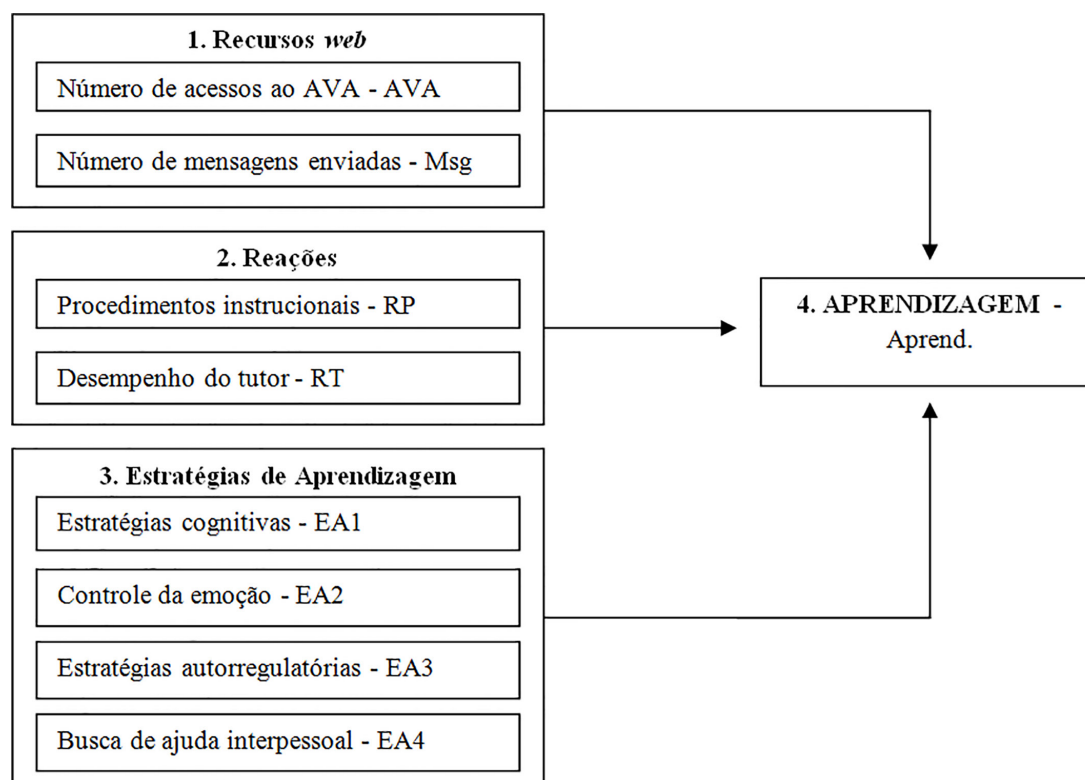 1. Recursos web
Número de acessos ao AVA - AVA
Número de mensagens enviadas - Msg
2. Reações
Procedimentos instrucionais - RP
Desempenho do tutor - RT
3. Estratégias de Aprendizagem
Estratégias cognitivas - EA1
Controle da emoção - EA2
Estratégias autorregulatórias - EA3
Busca de ajuda interpessoal - EA4
4. APRENDIZAGEM -
Aprend.